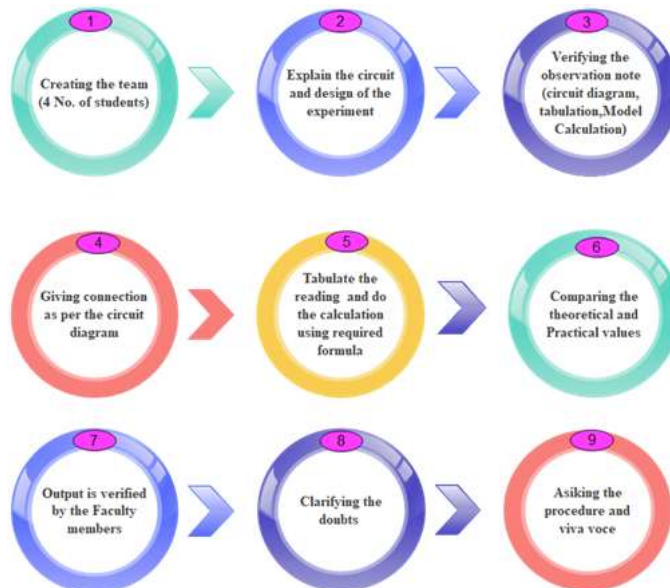 1
Creating the team
(4 No. of students)
2
Explain the circuit
and design of the
experiment
3
Verifying the
observation note
(circuit diagram,
tabulation,Model
Calculation)
4
Giving connection
as per the circuit
diagram
5
Tabulate the
reading and do
the calculation
using required
formula
6
Comparing the
theoretical and
Practical values
7
Output is verified
by the Faculty
members
8
Clarifying the
doubts
9
Asiking the
procedure and
viva voce